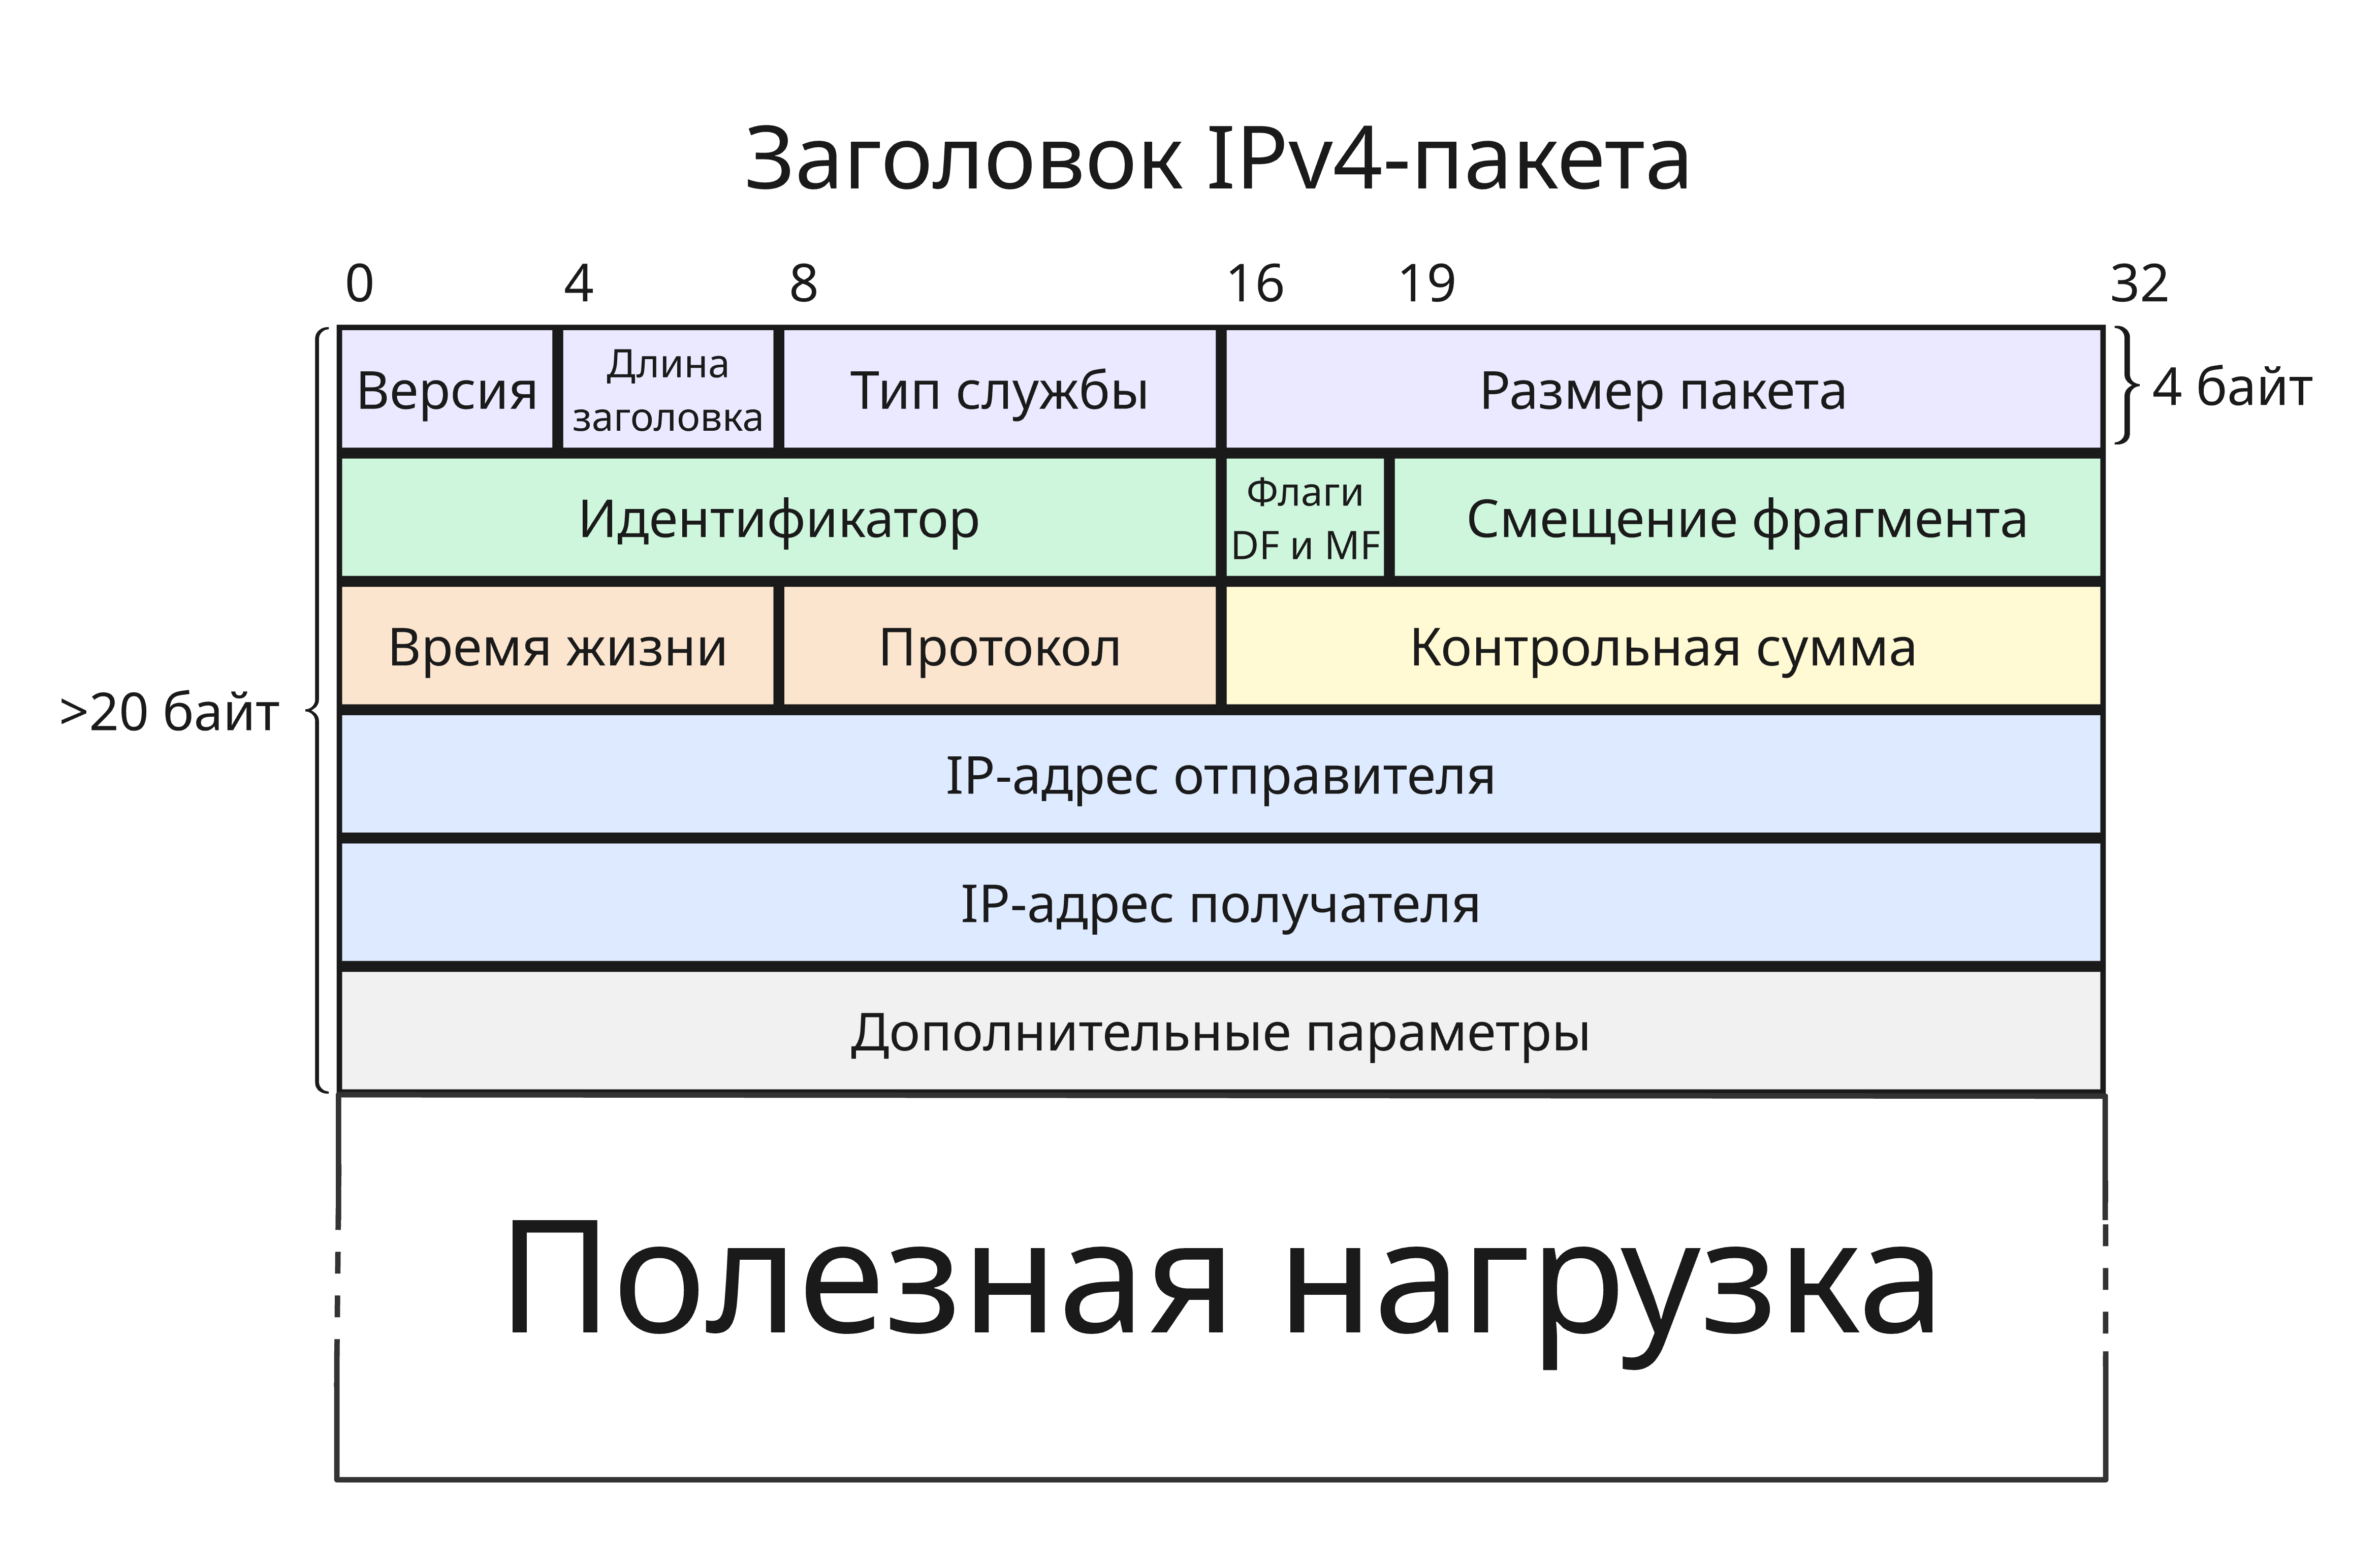 Заголовок IPv4-пакета
0 4 8 16 19 32
Версия
Длина
заголовка
Тип службы
Размер пакета
4 байт
Идентификатор
Флаги
DF и MF
Смещение фрагмента
Время жизни
Протокол
Контрольная сумма
>20 байт
IP-адрес отправителя
IP-адрес получателя
Дополнительные параметры
Полезная нагрузка